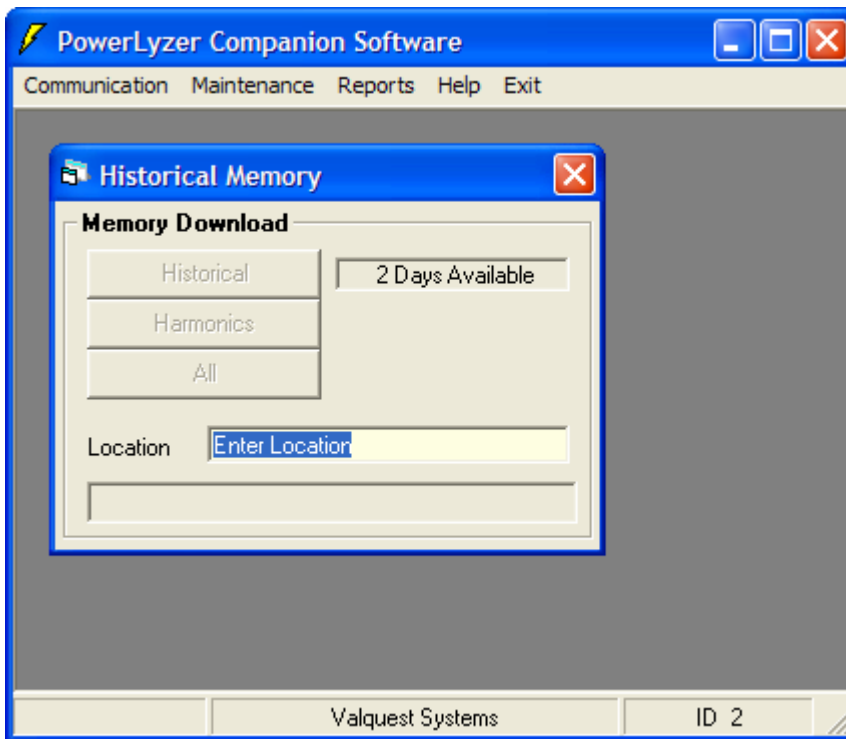 PowerLyzer Companion Software
Communication Maintenance Reports Help Exit
Historical Memory
Memory Download
Historical
2 Days Available
Harmonics
All
Location Enter Location
Valquest Systems ID 2